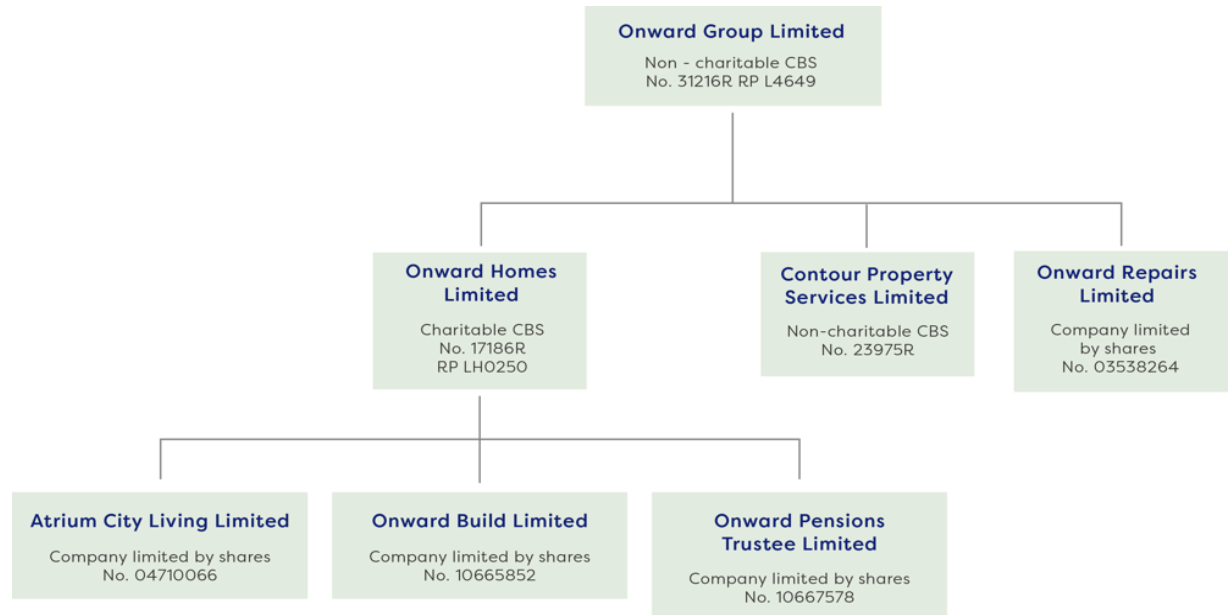 Onward Group Limited
Non - charitable CBS
No. 31216R RP L4649
Onward Homes
Limited
Charitable CBS
No. 17186R
RP LH0250
Contour Property
Services Limited
Non-charitable CBS
No. 23975R
Onward Repairs
Limited
Company limited
by shares
No. 03538264
Atrium City Living Limited
Company limited by shares
No. 04710066
Onward Build Limited
Company limited by shares
No. 10665852
Onward Pensions
Trustee Limited
Company limited by shares
No. 10667578